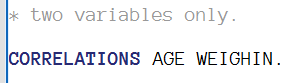 * two variables only.
CORRELATIONS AGE WEIGHIN.